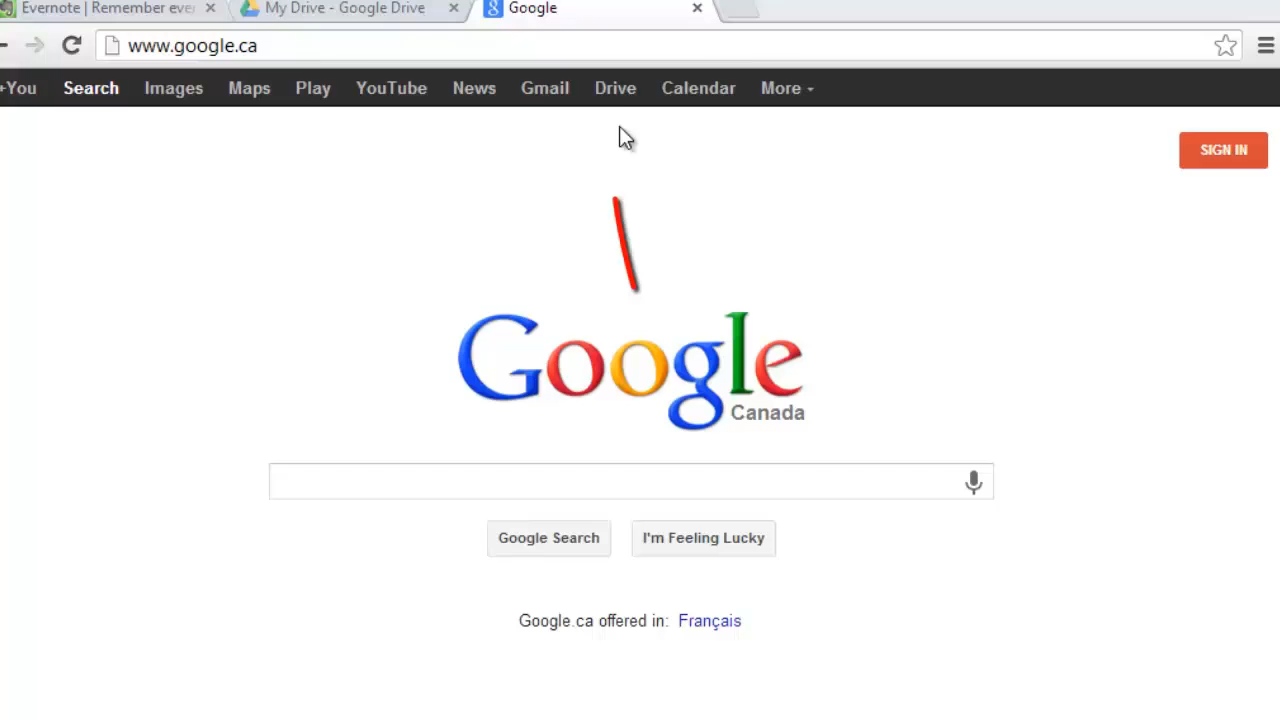 Evernote | Remember eve
My Drive - Google Drive
Google
www.google.ca
+You Search Images Maps Play YouTube News Gmail Drive Calendar More
SIGN IN
Google
Canada
Google Search
I'm Feeling Lucky
Google.ca offered in: Français